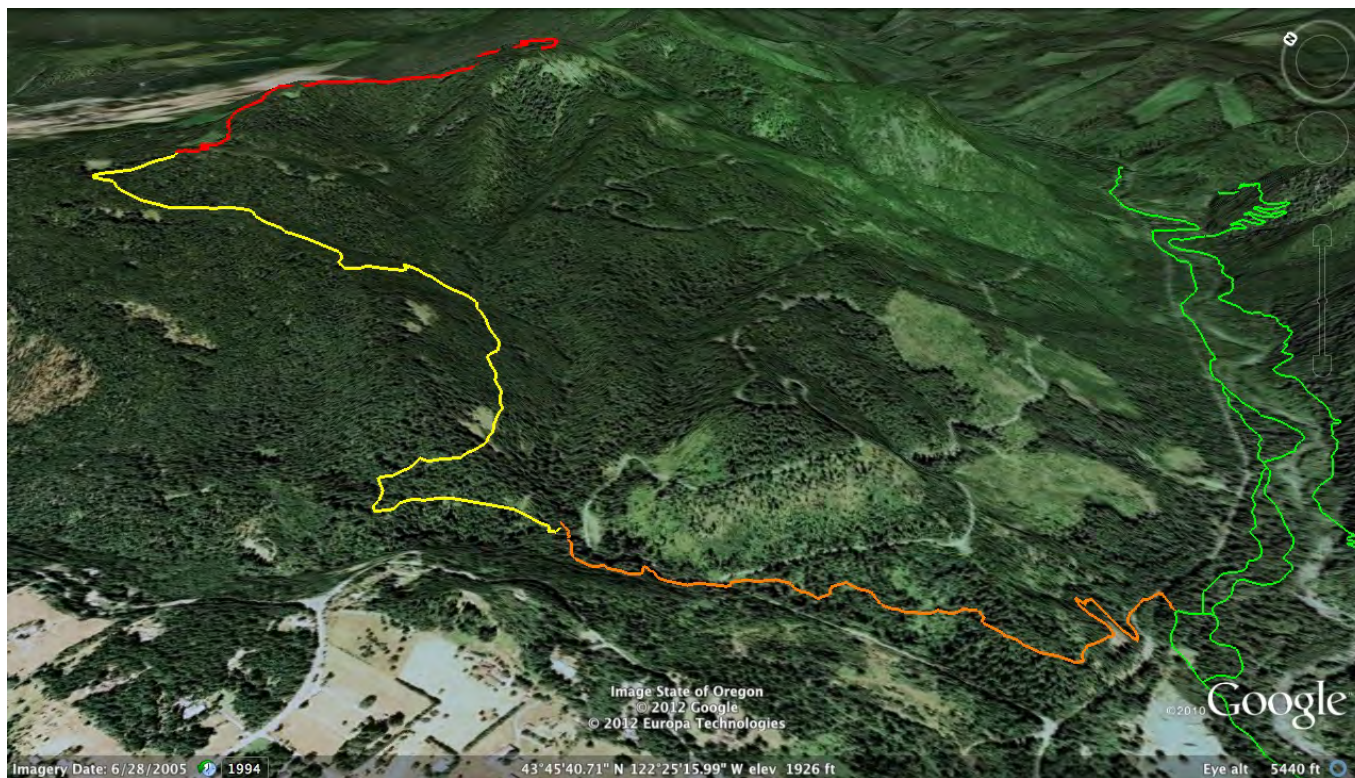 N
Image State of Oregon
© 2012 Google
© 2012 Europa Technologies
©2010 Google
Imagery Date: 6/28/2005 1994 43°45'40.71" N 122°25'15.99" W elev 1926 ft Eye alt 5440 ft